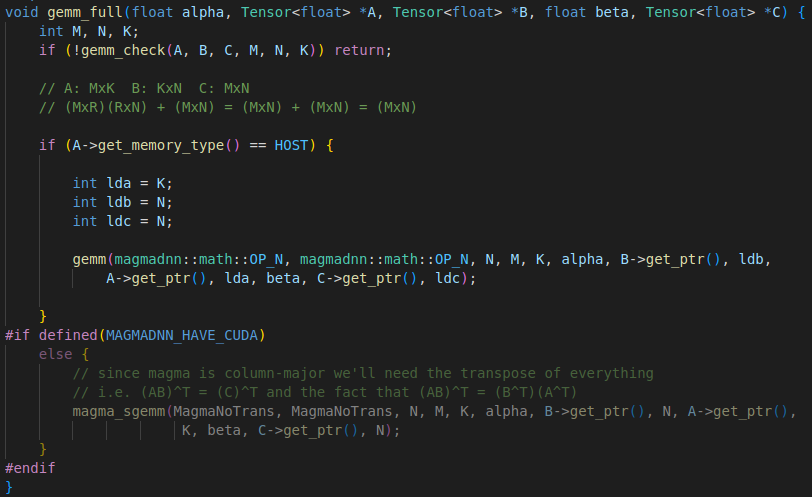 void gemm_full(float alpha, Tensor<float> *A, Tensor<float> *B, float beta, Tensor<float> *C) {
    int M, N, K;
    if (!gemm_check(A, B, C, M, N, K)) return;

    // A: MxK  B: KxN  C: MxN
    // (MxR)(RxN) + (MxN) = (MxN) + (MxN) = (MxN)

    if (A->get_memory_type() == HOST) {

        int lda = K;
        int ldb = N;
        int ldc = N;

        gemm(magmadnn::math::OP_N, magmadnn::math::OP_N, N, M, K, alpha, B->get_ptr(), ldb,
            A->get_ptr(), lda, beta, C->get_ptr(), ldc);

    }
#if defined(MAGMADNN_HAVE_CUDA)
    else {
        // since magma is column-major we'll need the transpose of everything
        // i.e. (AB)^T = (C)^T and the fact that (AB)^T = (B^T)(A^T)
        magma_sgemm(MagmaNoTrans, MagmaNoTrans, N, M, K, alpha, B->get_ptr(), N, A->get_ptr(),
                     K, beta, C->get_ptr(), N);
    }
#endif
}